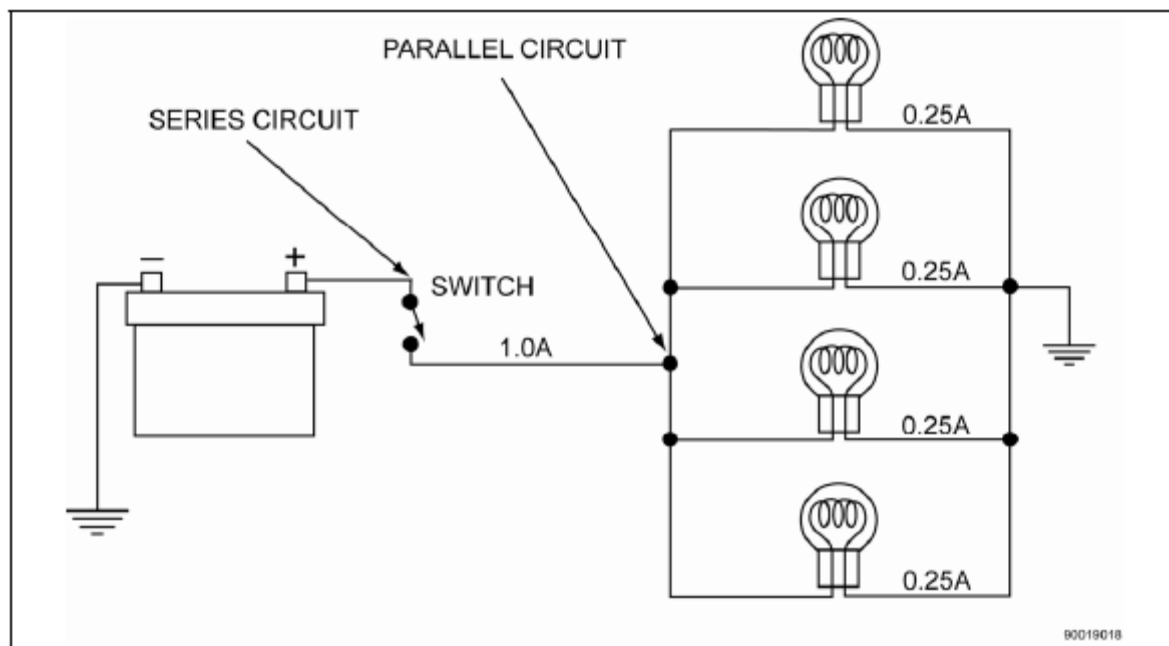 PARALLEL CIRCUIT
SERIES CIRCUIT
0.25A
0.25A
– +
SWITCH
1.0A
0.25A
0.25A
90019018